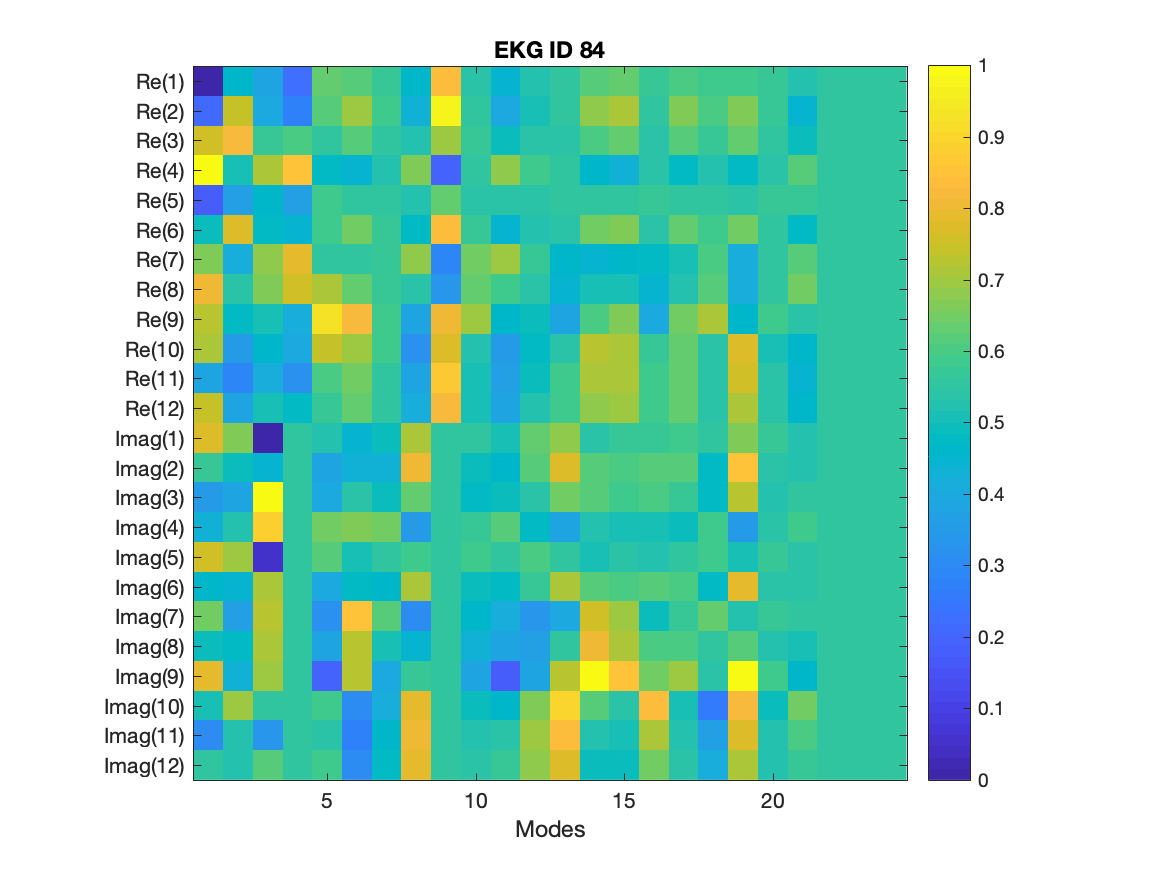 EKG ID 84
Re(1)
Re(2)
Re(3)
Re(4)
Re(5)
Re(6)
Re(7)
Re(8)
Re(9)
Re(10)
Re(11)
Re(12)
Imag(1)
Imag(2)
Imag(3)
Imag(4)
Imag(5)
Imag(6)
Imag(7)
Imag(8)
Imag(9)
Imag(10)
Imag(11)
Imag(12)
5 10 15 20
Modes
1
0.9
0.8
0.7
0.6
0.5
0.4
0.3
0.2
0.1
0